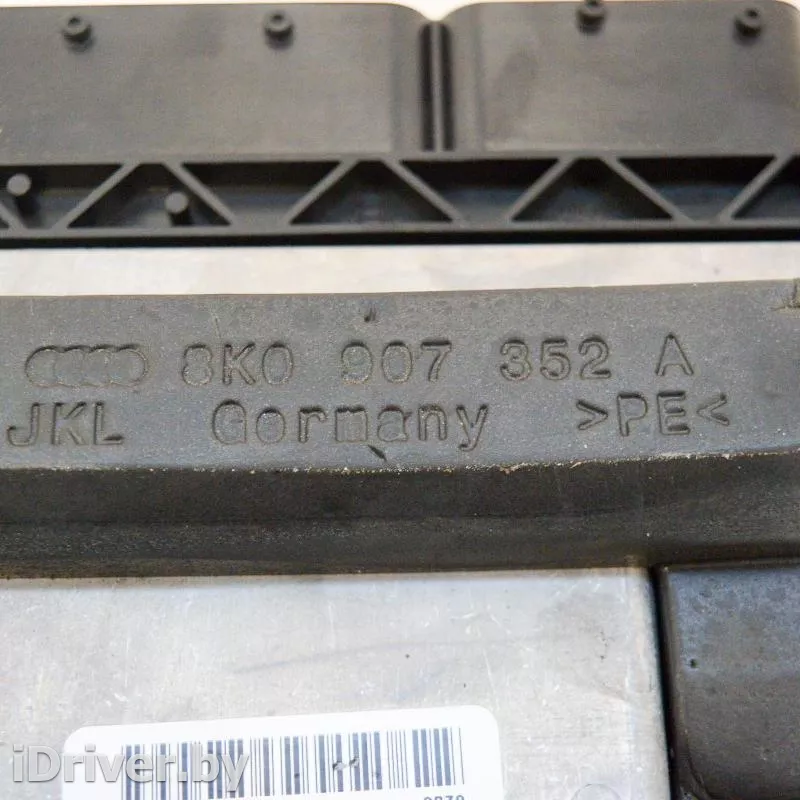 8K0 907 352 A
JKL Germany >PE<
iDriver.by